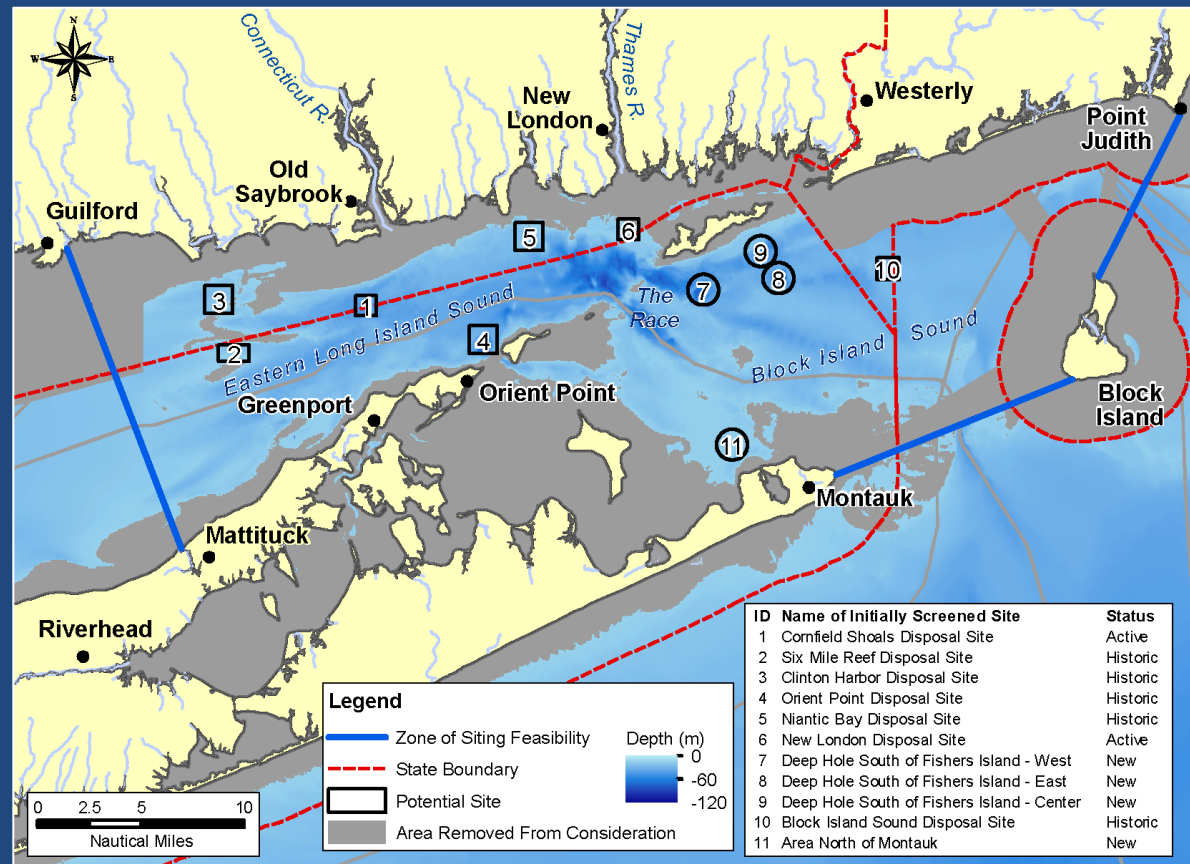 N
W
E
S
Connecticut R.
Thames R.
New
London
Westerly
Point
Judith
Old
Saybrook
Guilford
5
6
9
8
10
3
1
7
The
Race
2
4
Eastern Long Island Sound
Block Island Sound
Orient Point
Greenport
Block
Island
11
Montauk
Mattituck
Riverhead
Legend
Zone of Siting Feasibility
State Boundary
Potential Site
Area Removed From Consideration
Depth (m)
0
-60
-120
0 2.5 5 10
Nautical Miles
ID Name of Initially Screened Site Status
1 Cornfield Shoals Disposal Site Active
2 Six Mile Reef Disposal Site Historic
3 Clinton Harbor Disposal Site Historic
4 Orient Point Disposal Site Historic
5 Niantic Bay Disposal Site Historic
6 New London Disposal Site Active
7 Deep Hole South of Fishers Island - West New
8 Deep Hole South of Fishers Island - East New
9 Deep Hole South of Fishers Island - Center New
10 Block Island Sound Disposal Site Historic
11 Area North of Montauk New